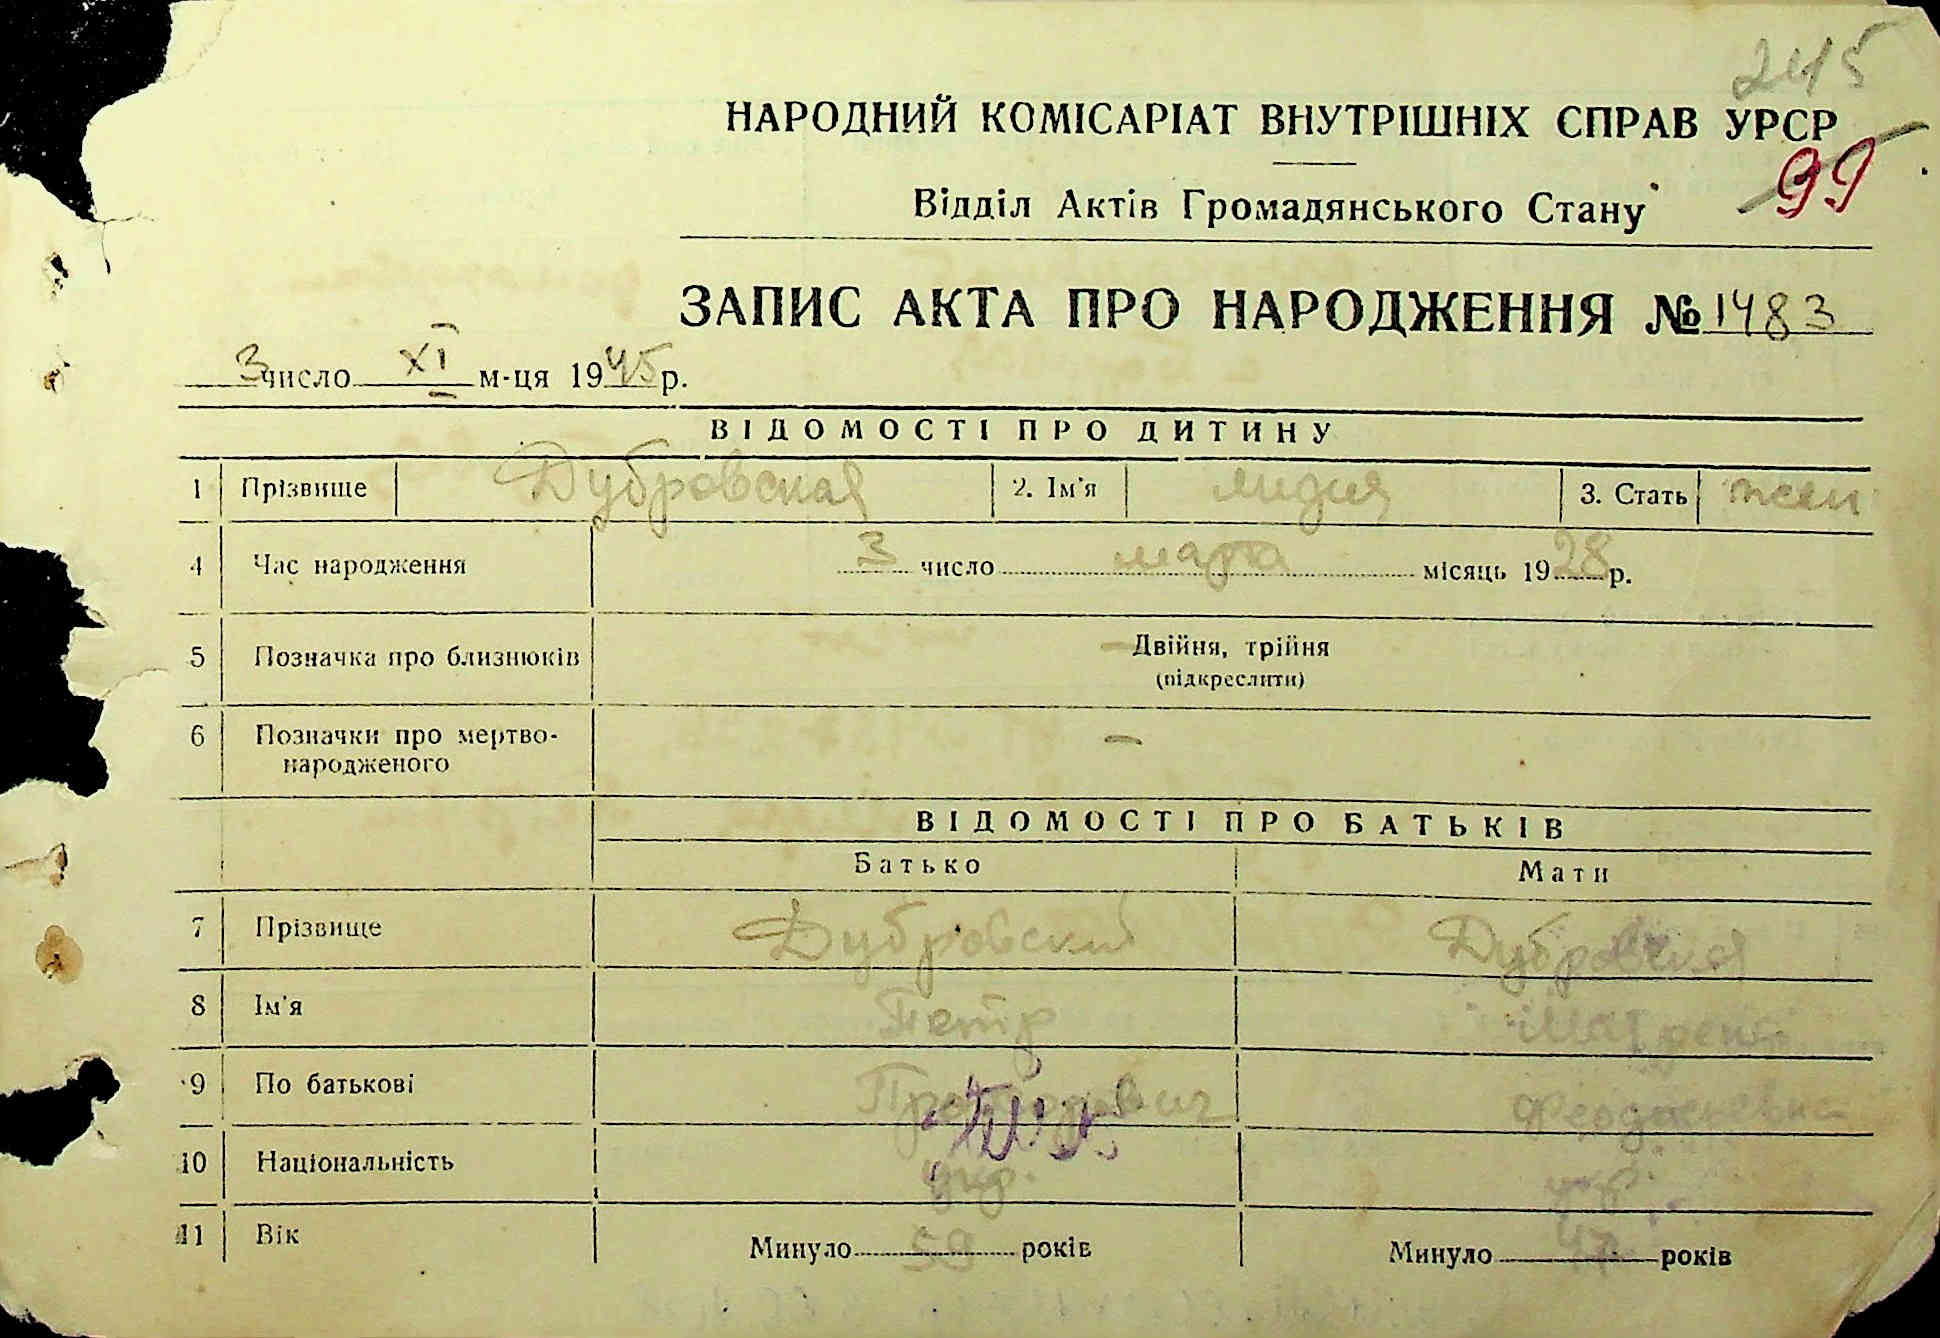 245
НАРОДНИЙ КОМІСАРІАТ ВНУТРІШНІХ СПРАВ УРСР
99
Відділ Актів Громадянського Стану
ЗАПИС АКТА ПРО НАРОДЖЕННЯ № 1483
3 число XI м-ця 1945 р.
ВІДОМОСТІ ПРО ДИТИНУ
1 Прізвище Дубровская 2. Ім'я Лидия 3. Стать жен
4 Час народження 3 число марта місяць 1928 р.
5 Позначка про близнюків — Двійня, трійня
(підкреслити)
6 Позначки про мертво-
народженого —
ВІДОМОСТІ ПРО БАТЬКІВ
Батько Мати
7 Прізвище Дубровский Дубровская
8 Ім'я Петр Матрена
9 По батькові
10 Національність укр. укр.
11 Вік Минуло 59 років Минуло 47 років